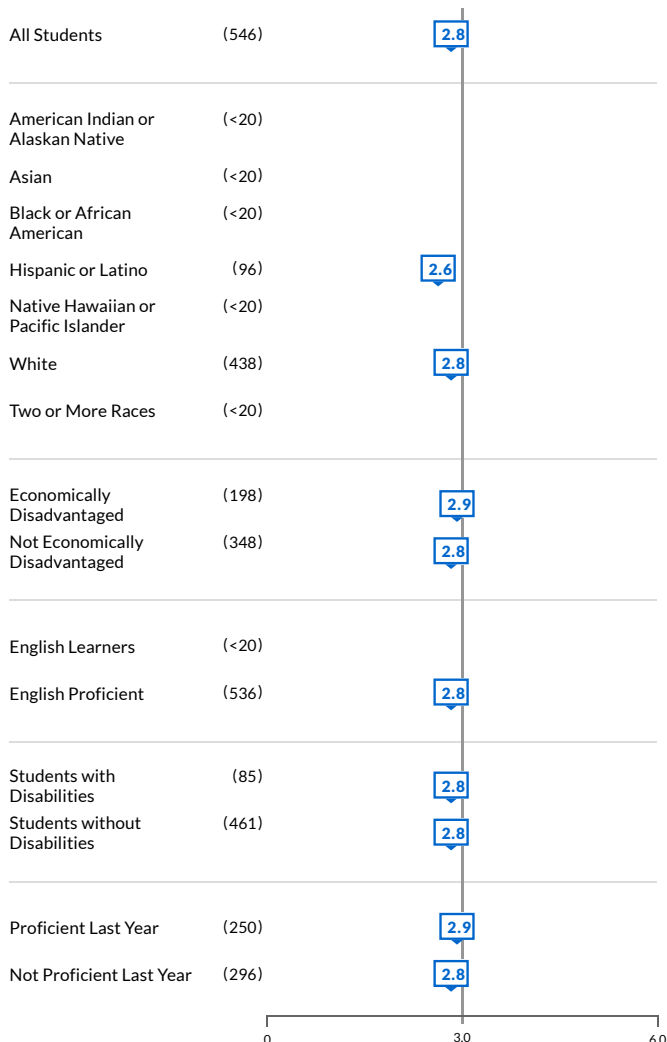 All Students (546) 2.8
American Indian or (<20)
Alaskan Native
Asian (<20)
Black or African (<20)
American
Hispanic or Latino (96) 2.6
Native Hawaiian or (<20)
Pacific Islander
White (438) 2.8
Two or More Races (<20)
Economically (198) 2.9
Disadvantaged
Not Economically (348) 2.8
Disadvantaged
English Learners (<20)
English Proficient (536) 2.8
Students with (85) 2.8
Disabilities
Students without (461) 2.8
Disabilities
Proficient Last Year (250) 2.9
Not Proficient Last Year (296) 2.8
0 3.0 6.0